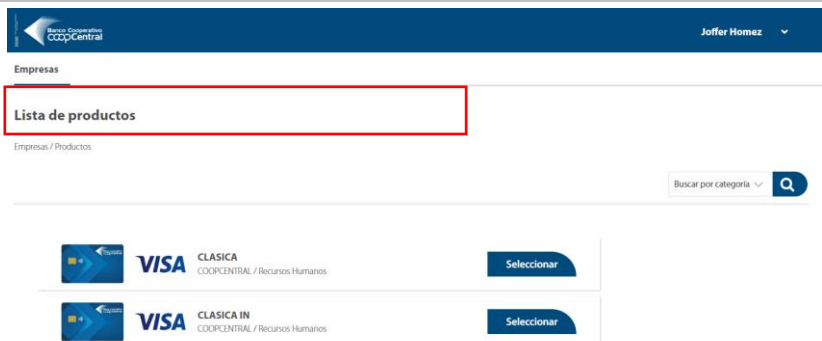 Banco Cooperativo
coopCentral
Joffer Homez
Empresas
Lista de productos
Empresas / Productos
Buscar por categoría
VISA
CLASICA
COOPCENTRAL / Recursos Humanos
Seleccionar
VISA
CLASICA IN
COOPCENTRAL / Recursos Humanos
Seleccionar